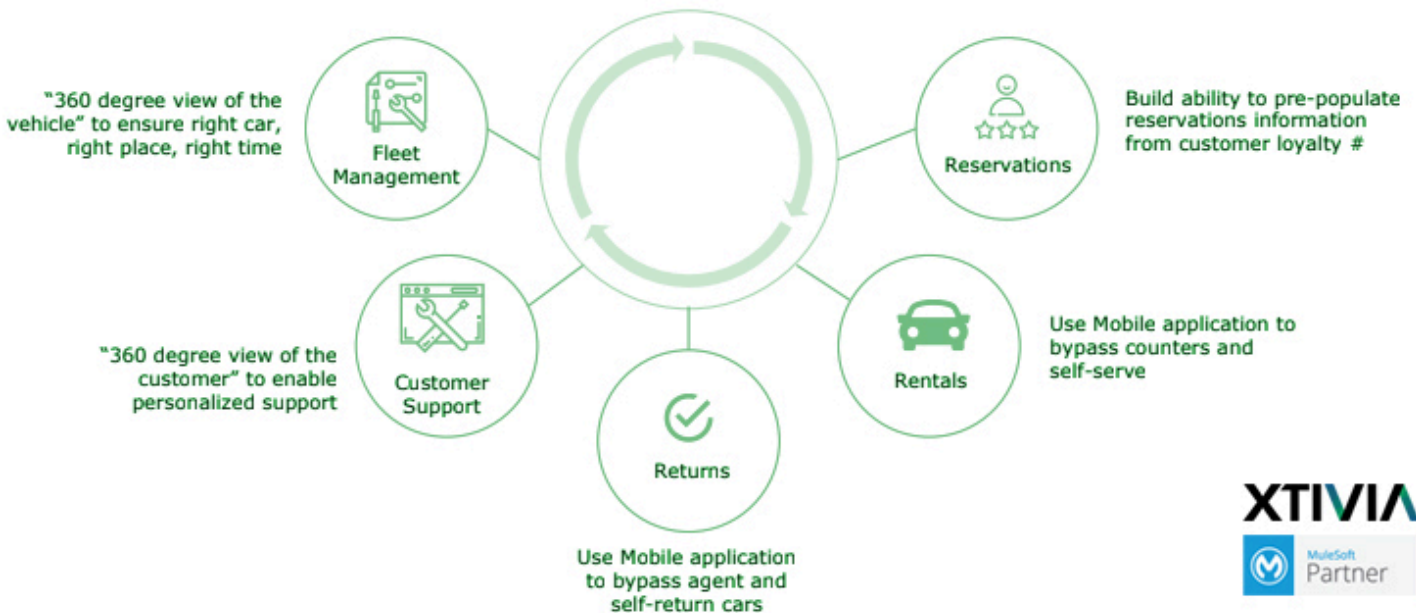 "360 degree view of the
vehicle" to ensure right car,
right place, right time
Fleet
Management
Reservations
Build ability to pre-populate
reservations information
from customer loyalty #
"360 degree view of the
customer" to enable
personalized support
Customer
Support
Returns
Use Mobile application
to bypass agent and
self-return cars
Rentals
Use Mobile application to
bypass counters and
self-serve
XTIVIA
MuleSoft
Partner